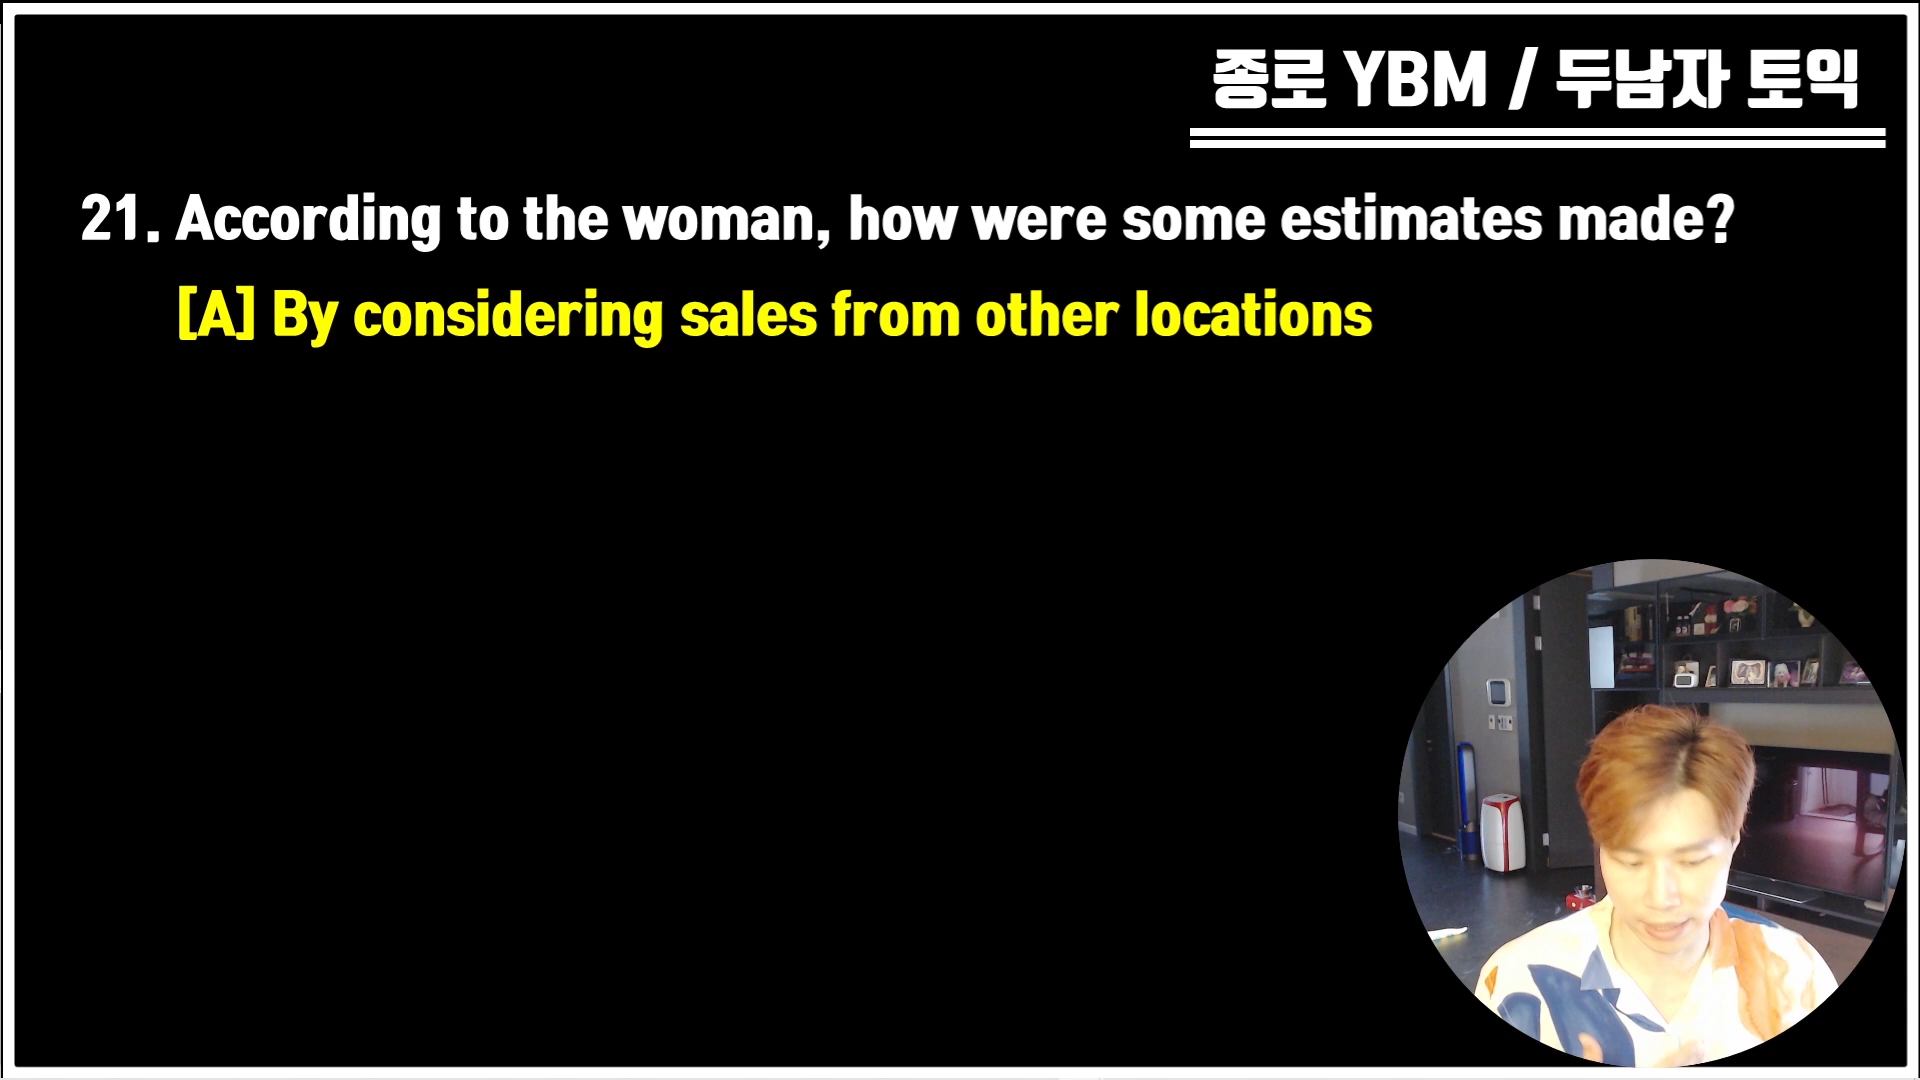 종로 YBM / 두남자 토익
21. According to the woman, how were some estimates made?
[A] By considering sales from other locations